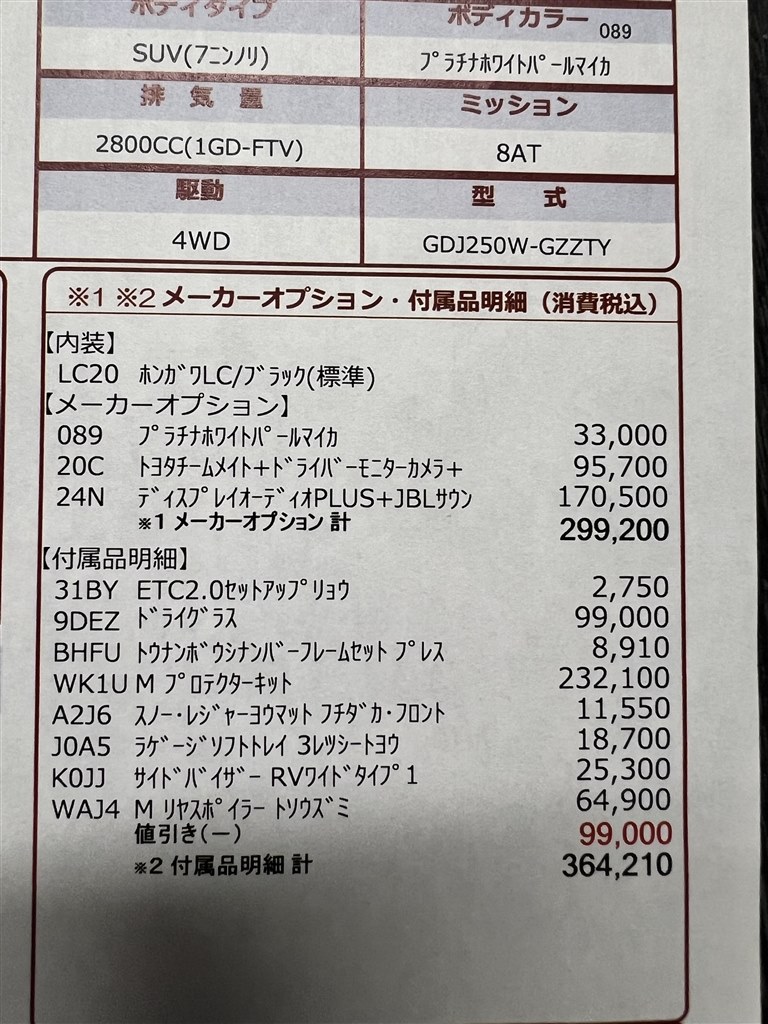 ボディタイプ ボディカラー 089
SUV(7ﾆﾝﾉﾘ) ﾌﾟﾗﾁﾅﾎﾜｲﾄﾊﾟｰﾙﾏｲｶ
排気量 ミッション
2800CC(1GD-FTV) 8AT
駆動 型式
4WD GDJ250W-GZZTY
※1 ※2 メーカーオプション・付属品明細（消費税込）
【内装】
LC20 ﾎﾝｶﾞﾜLC/ﾌﾞﾗｯｸ(標準)
【メーカーオプション】
089 ﾌﾟﾗﾁﾅﾎﾜｲﾄﾊﾟｰﾙﾏｲｶ 33,000
20C ﾄﾖﾀﾁｰﾑﾒｲﾄ+ﾄﾞﾗｲﾊﾞｰﾓﾆﾀｰｶﾒﾗ+ 95,700
24N ﾃﾞｨｽﾌﾟﾚｲｵｰﾃﾞｨｵPLUS+JBLｻｳﾝ 170,500
※1 メーカーオプション 計 299,200
【付属品明細】
31BY ETC2.0ｾｯﾄｱｯﾌﾟﾘｮｳ 2,750
9DEZ ﾄﾞﾗｲｸﾞﾗｽ 99,000
BHFU ﾄｳﾅﾝﾎﾞｳｼﾅﾝﾊﾞｰﾌﾚｰﾑｾｯﾄ ﾌﾟﾚｽ 8,910
WK1U M ﾌﾟﾛﾃｸﾀｰｷｯﾄ 232,100
A2J6 ｽﾉｰ･ﾚｼﾞｬｰﾖｳﾏｯﾄ ﾌﾁﾀﾞｶ･ﾌﾛﾝﾄ 11,550
J0A5 ﾗｹﾞｰｼﾞｿﾌﾄﾄﾚｲ 3ﾚﾂｼｰﾄﾖｳ 18,700
K0JJ ｻｲﾄﾞﾊﾞｲｻﾞｰ RVﾜｲﾄﾞﾀｲﾌﾟ1 25,300
WAJ4 M ﾘﾔｽﾎﾟｲﾗｰ ﾄｿｳｽﾞﾐ 64,900
値引き(ー) 99,000
※2 付属品明細 計 364,210